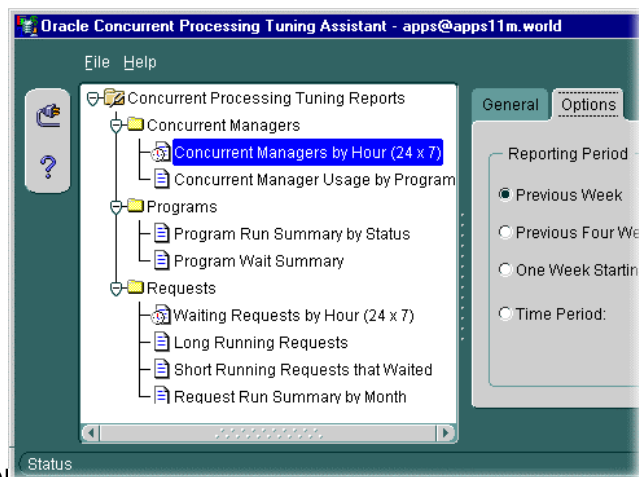 Oracle Concurrent Processing Tuning Assistant - apps@apps11m.world
File Help
Concurrent Processing Tuning Reports
Concurrent Managers
Concurrent Managers by Hour (24 x 7)
Concurrent Manager Usage by Program
Programs
Program Run Summary by Status
Program Wait Summary
Requests
Waiting Requests by Hour (24 x 7)
Long Running Requests
Short Running Requests that Waited
Request Run Summary by Month
General Options
Reporting Period
Previous Week
Previous Four We
One Week Startin
Time Period:
Status